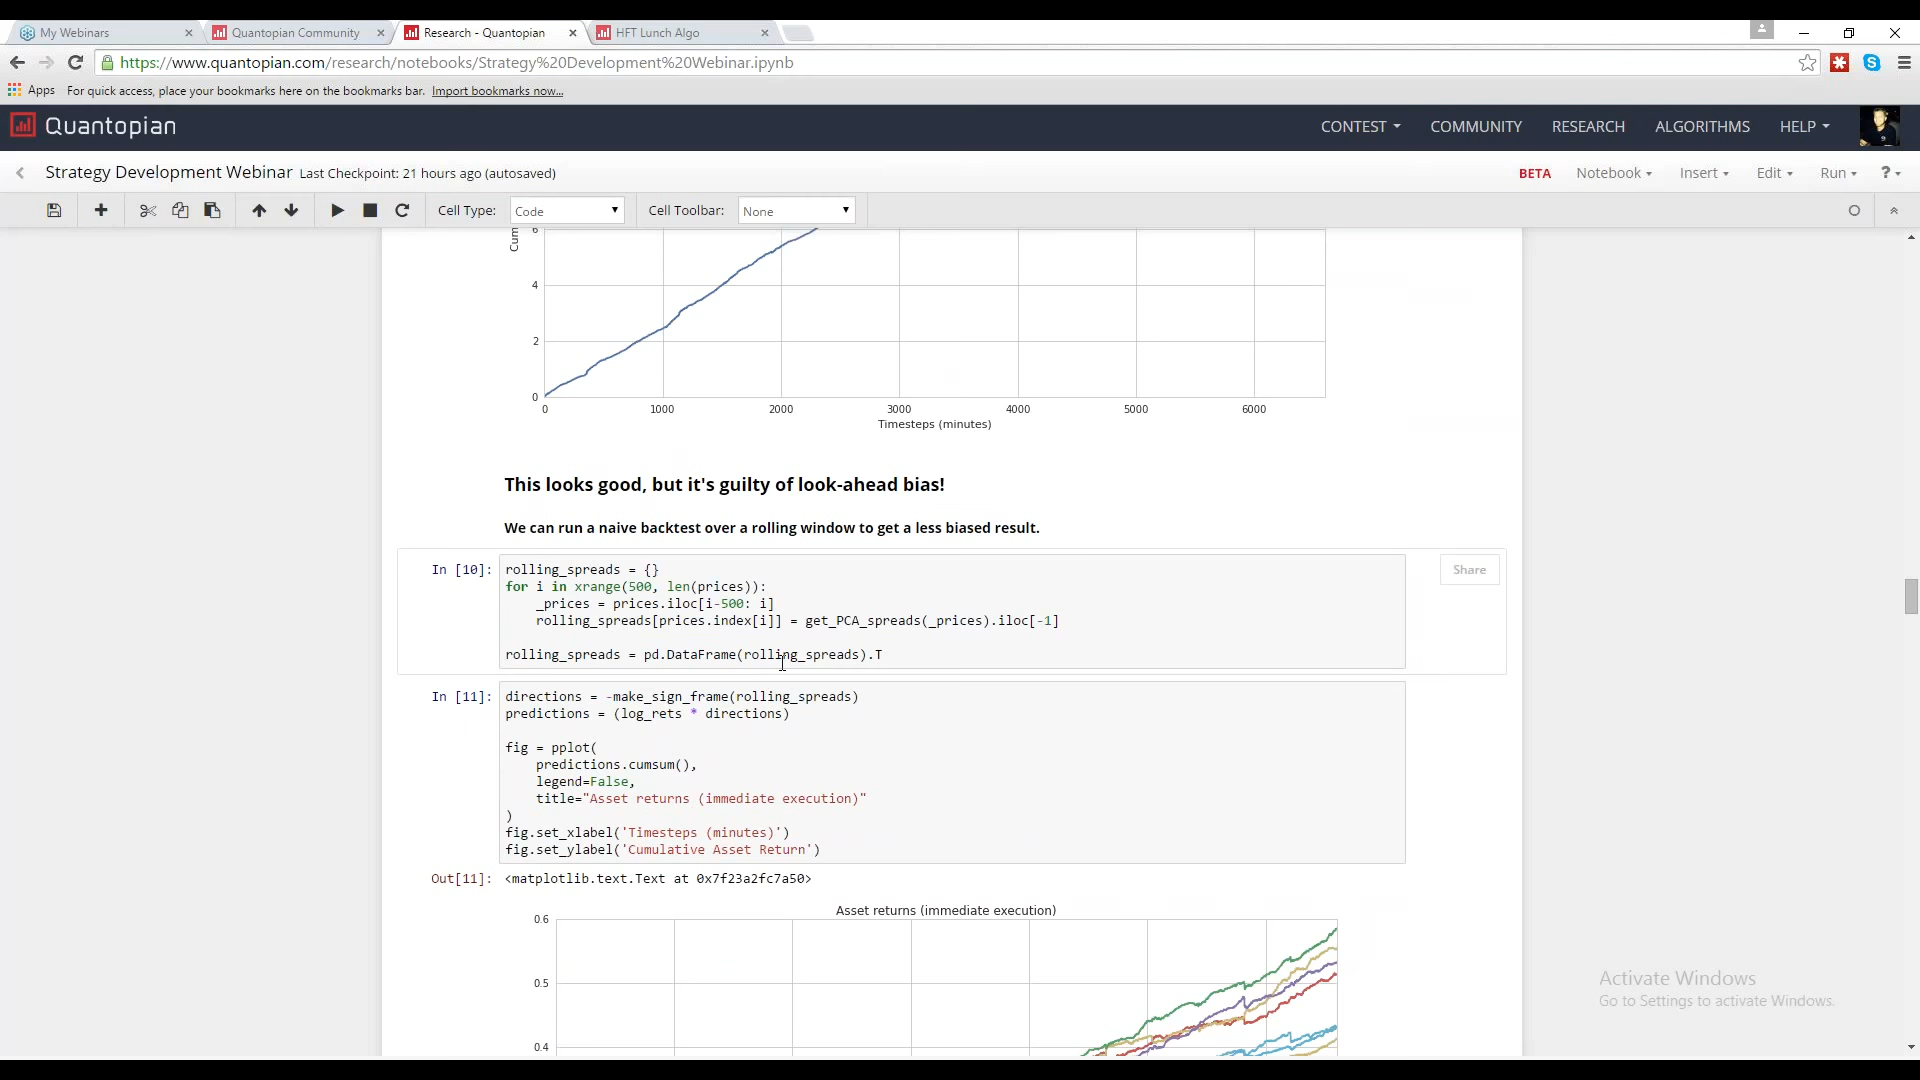 My Webinars
Quantopian Community
Research - Quantopian
HFT Lunch Algo
https://www.quantopian.com/research/notebooks/Strategy%20Development%20Webinar.ipynb
Apps For quick access, place your bookmarks here on the bookmarks bar. Import bookmarks now...
Quantopian
CONTEST COMMUNITY RESEARCH ALGORITHMS HELP
Strategy Development Webinar Last Checkpoint: 21 hours ago (autosaved)
BETA Notebook Insert Edit Run ?
Cell Type: Code Cell Toolbar: None
Cum
6
4
2
0
0 1000 2000 3000 4000 5000 6000
Timesteps (minutes)
This looks good, but it's guilty of look-ahead bias!
We can run a naive backtest over a rolling window to get a less biased result.
In [10]:
rolling_spreads = {}
for i in xrange(500, len(prices)):
_prices = prices.iloc[i-500: i]
rolling_spreads[prices.index[i]] = get_PCA_spreads(_prices).iloc[-1]
rolling_spreads = pd.DataFrame(rolling_spreads).T
Share
In [11]:
directions = -make_sign_frame(rolling_spreads)
predictions = (log_rets * directions)
fig = pplot(
predictions.cumsum(),
legend=False,
title="Asset returns (immediate execution)"
)
fig.set_xlabel('Timesteps (minutes)')
fig.set_ylabel('Cumulative Asset Return')
Out[11]: <matplotlib.text.Text at 0x7f23a2fc7a50>
Asset returns (immediate execution)
0.6
0.5
0.4
Activate Windows
Go to Settings to activate Windows.